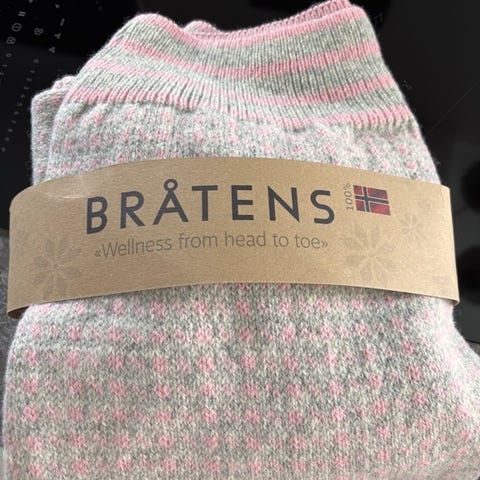 BRÅTENS
100%
«Wellness from head to toe»